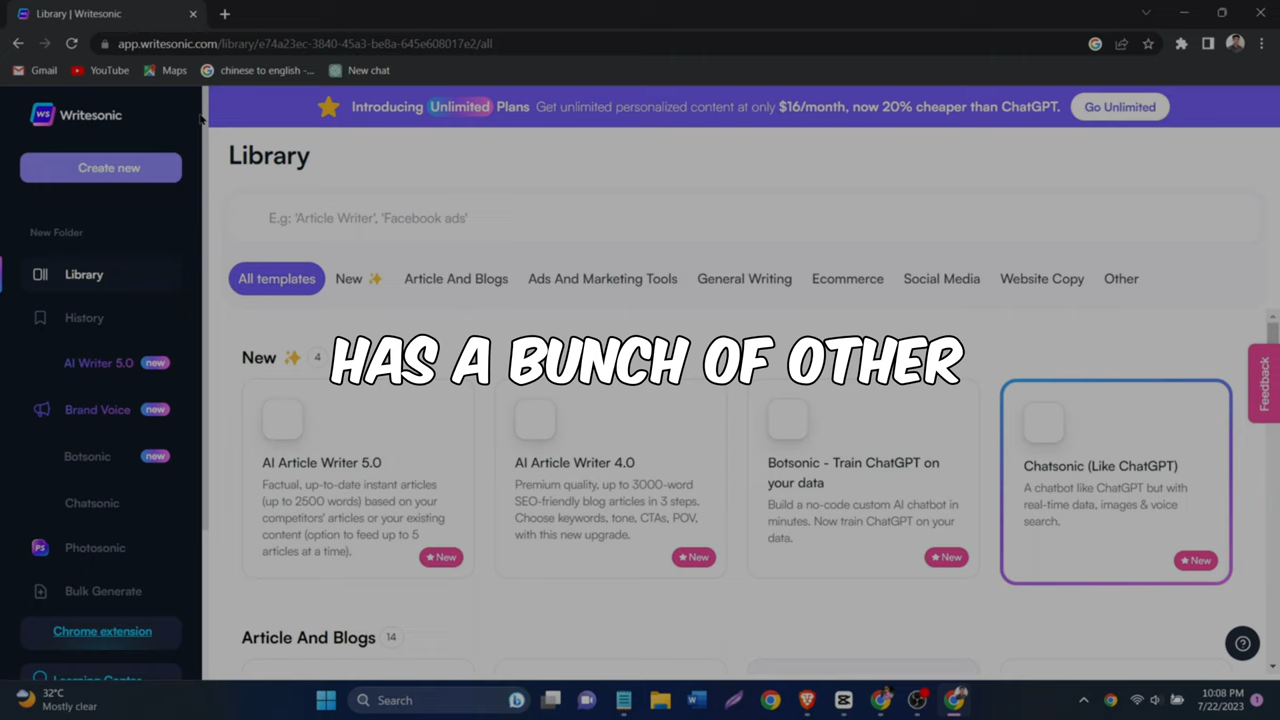 Library | Writesonic
app.writesonic.com/library/e74a23ec-3840-45a3-be8a-645e608017e2/all
Gmail
YouTube
Maps
chinese to english -...
New chat
WS
Writesonic
Introducing Unlimited Plans Get unlimited personalized content at only $16/month, now 20% cheaper than ChatGPT.
Go Unlimited
Create new
Library
E.g: 'Article Writer', 'Facebook ads'
New Folder
Library
History
AI Writer 5.0 new
Brand Voice new
Botsonic new
Chatsonic
PS Photosonic
Bulk Generate
Chrome extension
Learning Center
All templates
New
Article And Blogs
Ads And Marketing Tools
General Writing
Ecommerce
Social Media
Website Copy
Other
HAS A BUNCH OF OTHER
New 4
AI Article Writer 5.0
Factual, up-to-date instant articles
(up to 2500 words) based on your
competitors' articles or your existing
content (option to feed up to 5
articles at a time).
New
AI Article Writer 4.0
Premium quality, up to 3000-word
SEO-friendly blog articles in 3 steps.
Choose keywords, tone, CTAs, POV,
with this new upgrade.
New
Botsonic - Train ChatGPT on
your data
Build a no-code custom AI chatbot in
minutes. Now train ChatGPT on your
data.
New
Chatsonic (Like ChatGPT)
A chatbot like ChatGPT but with
real-time data, images & voice
search.
New
Feedback
Article And Blogs 14
32°C
Mostly clear
Search
10:08 PM
7/22/2023
1